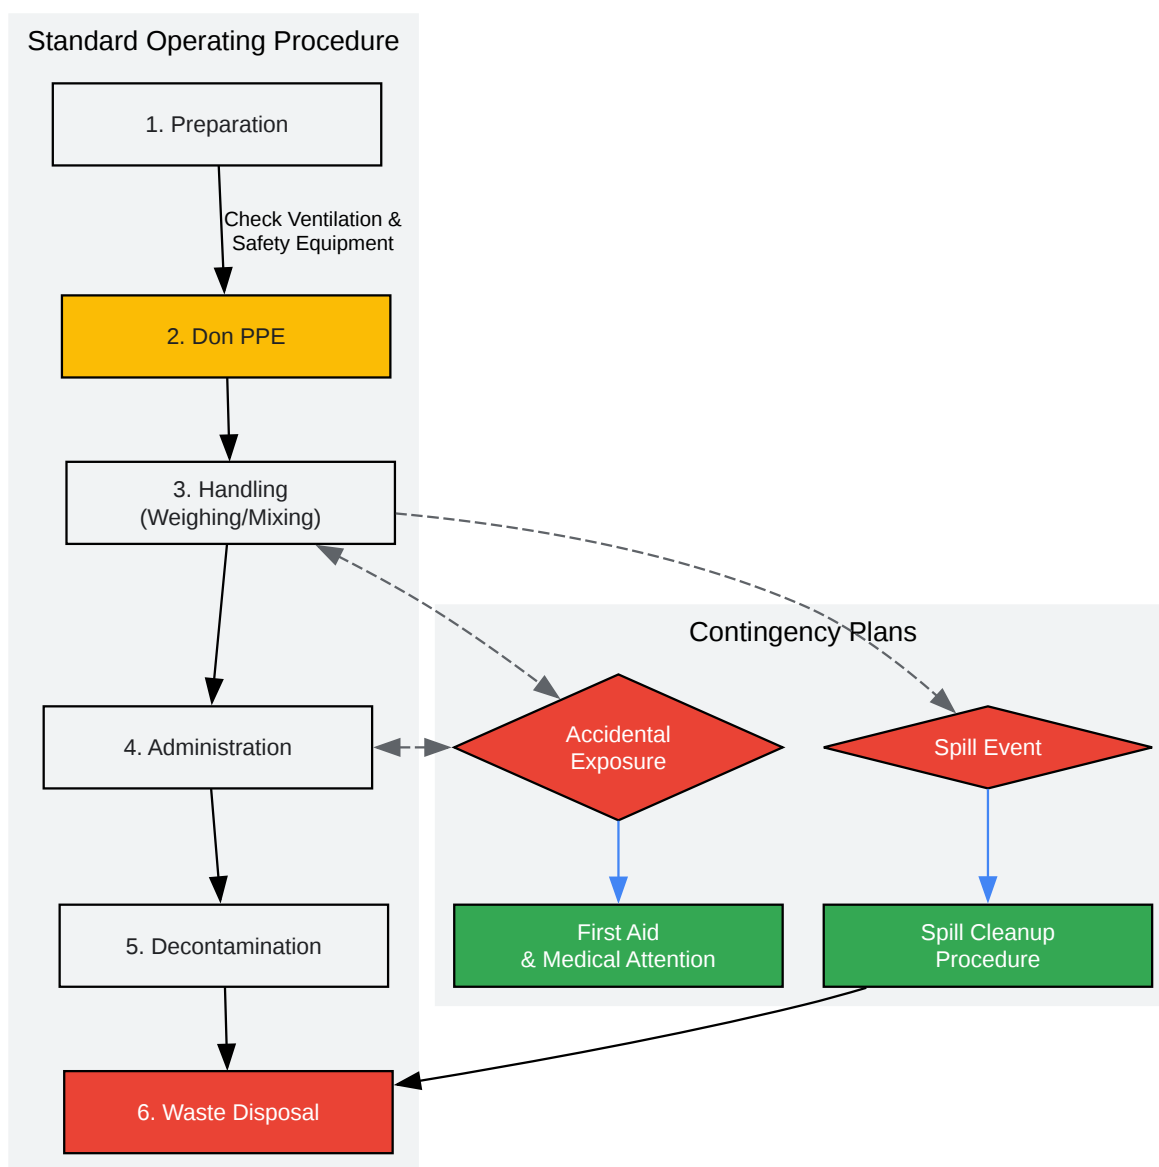 Standard Operating Procedure
1. Preparation
Check Ventilation &
Safety Equipment
2. Don PPE
3. Handling
(Weighing/Mixing)
Contingency Plans
4. Administration
Accidental
Exposure
Spill Event
5. Decontamination
First Aid
& Medical Attention
Spill Cleanup
Procedure
6. Waste Disposal